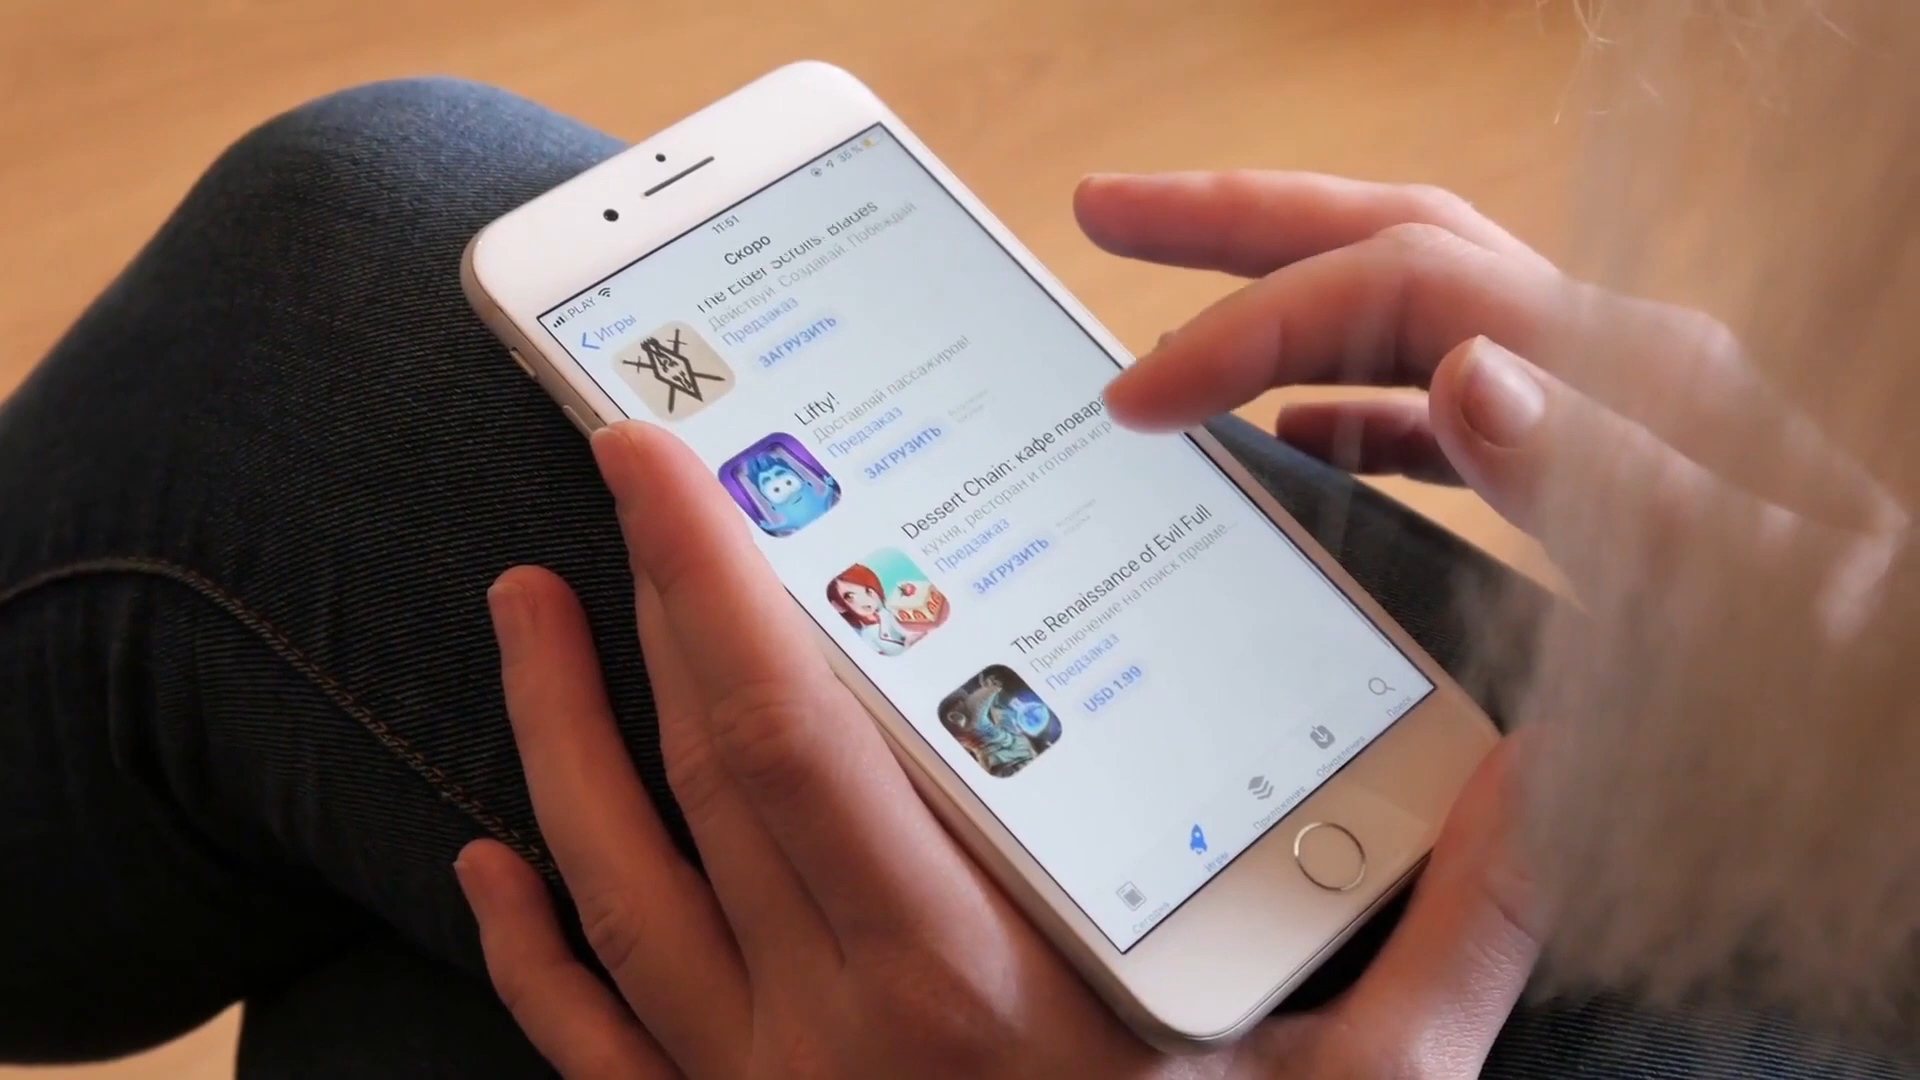 PLAY
11:51
35 %
Игры
Скоро
The Elder Scrolls: Blades
Действуй. Создавай. Побеждай
Предзаказ
ЗАГРУЗИТЬ
Lifty!
Доставляй пассажиров!
Предзаказ
ЗАГРУЗИТЬ
Dessert Chain: кафе повара
кухня, ресторан и готовка игр
Предзаказ
ЗАГРУЗИТЬ
The Renaissance of Evil Full
Приключение на поиск предме...
Предзаказ
USD 1.99
Сегодня
Игры
Приложения
Обновления
Поиск